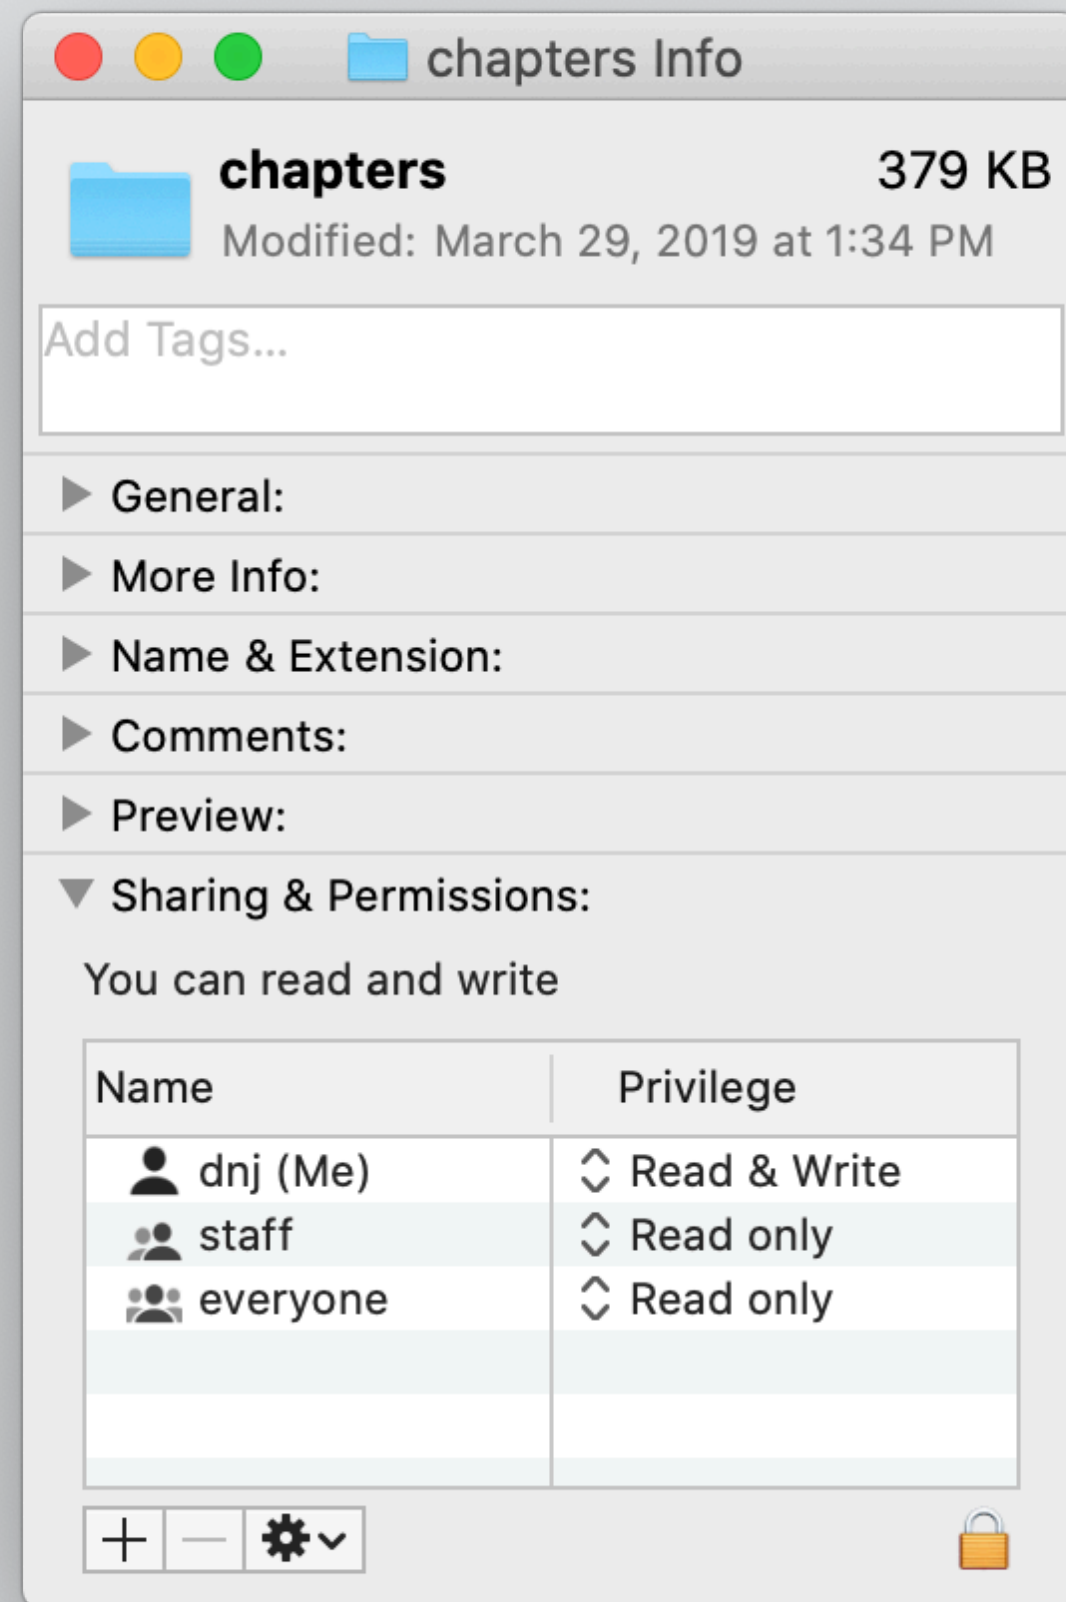 chapters Info
chapters 379 KB
Modified: March 29, 2019 at 1:34 PM
Add Tags...
General:
More Info:
Name & Extension:
Comments:
Preview:
Sharing & Permissions:
You can read and write
Name Privilege
dnj (Me) Read & Write
staff Read only
everyone Read only